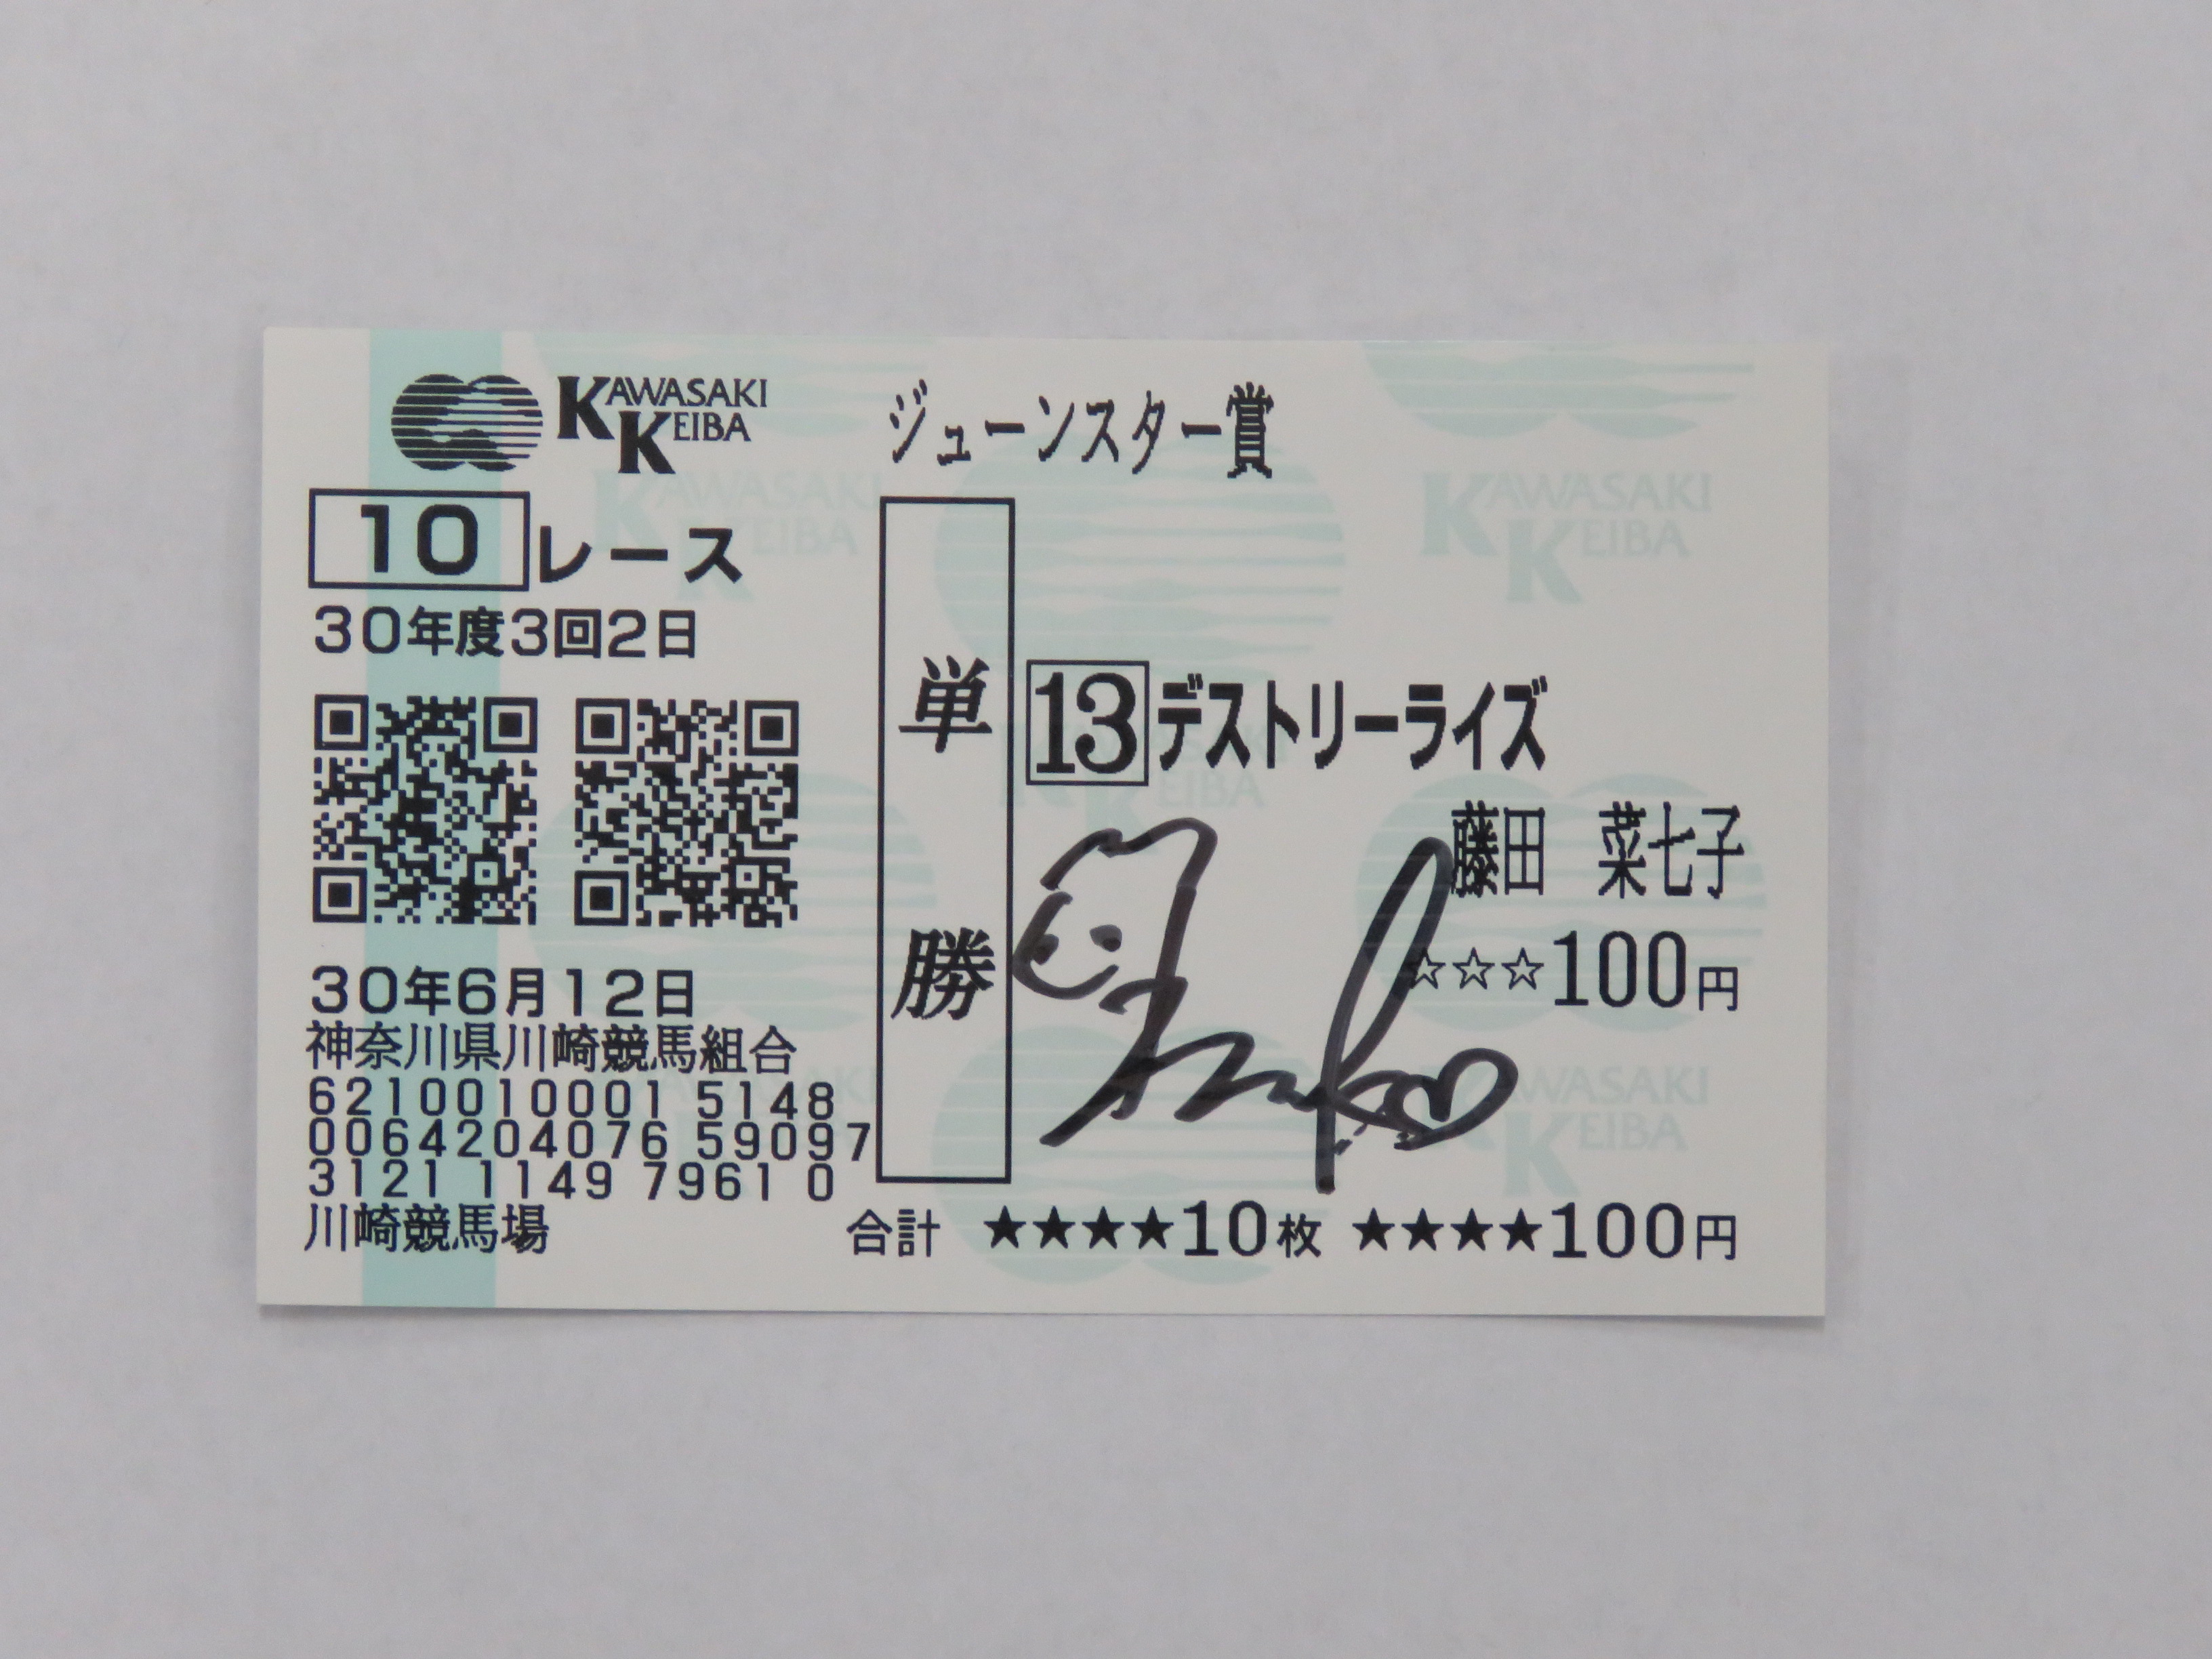 KAWASAKI KEIBA
ジューンスター賞
10レース
30年度3回2日
単勝
13 デストリーライズ
藤田 菜七子
☆☆☆100円
30年6月12日
神奈川県川崎競馬組合
6210010001 5148
0064204076 59097
3121 1149 79610
川崎競馬場
合計 ★★★★10枚 ★★★★100円